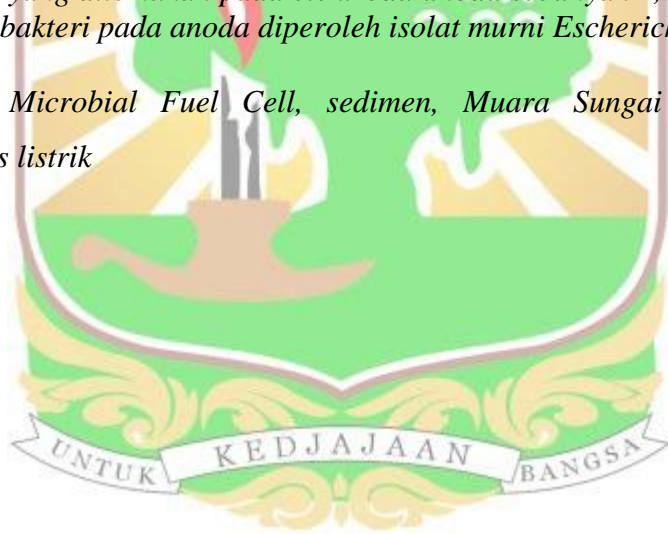 bakteri pada anoda diperoleh isolat murni Escherich
Microbial Fuel Cell, sedimen, Muara Sungai
s listrik
UNTUK KEDJAJAAN BANGSA